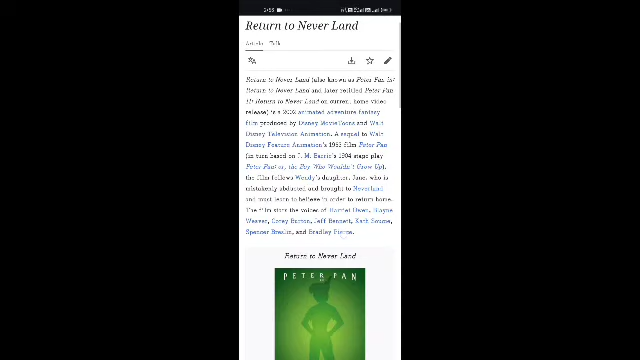 Return to Never Land
Article Talk
Return to Never Land (also known as Peter Pan in:
Return to Never Land and later retitled Peter Pan
II: Return to Never Land on current home video
release) is a 2002 animated adventure fantasy
film produced by Disney MovieToons and Walt
Disney Television Animation. A sequel to Walt
Disney Feature Animation's 1953 film Peter Pan
(in turn based on J. M. Barrie's 1904 stage play
Peter Pan; or, the Boy Who Wouldn't Grow Up),
the film follows Wendy's daughter, Jane, who is
mistakenly abducted and brought to Neverland
and must learn to believe in order to return home.
The film stars the voices of Harriet Owen, Blayne
Weaver, Corey Burton, Jeff Bennett, Kath Soucie,
Spencer Breslin, and Bradley Pierce.
Return to Never Land
PETER PAN